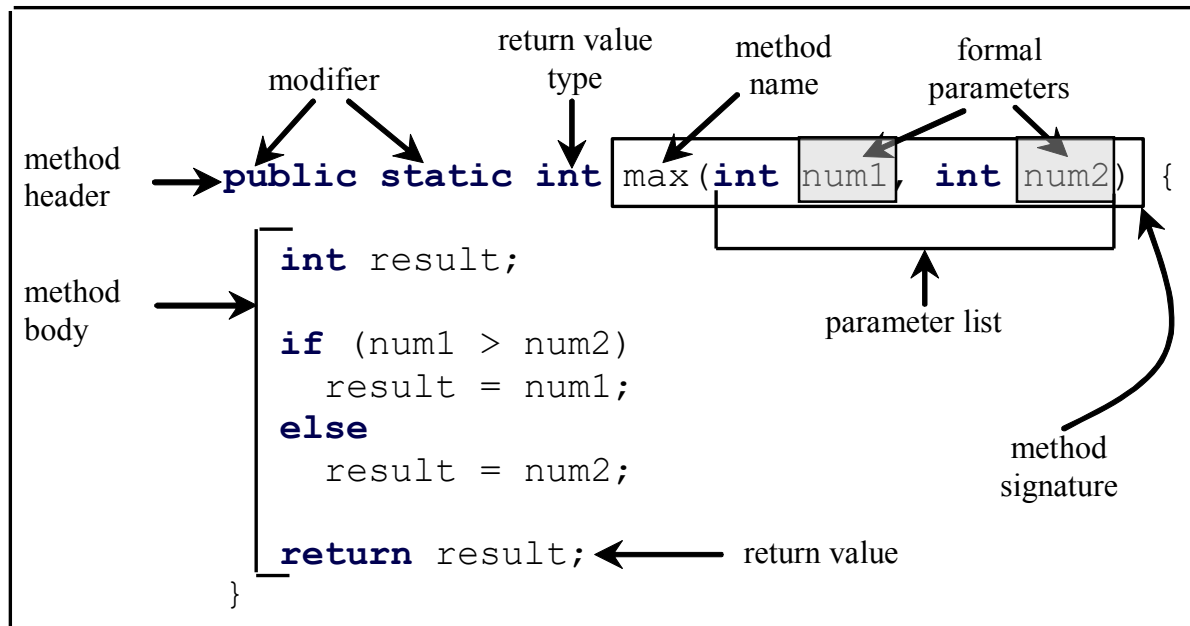 return value
type
method
name
formal
parameters
modifier
method
header
public static int max(int num1, int num2) {
int result;
method
body
parameter list
if (num1 > num2)
result = num1;
else
result = num2;
method
signature
return result;
return value
}